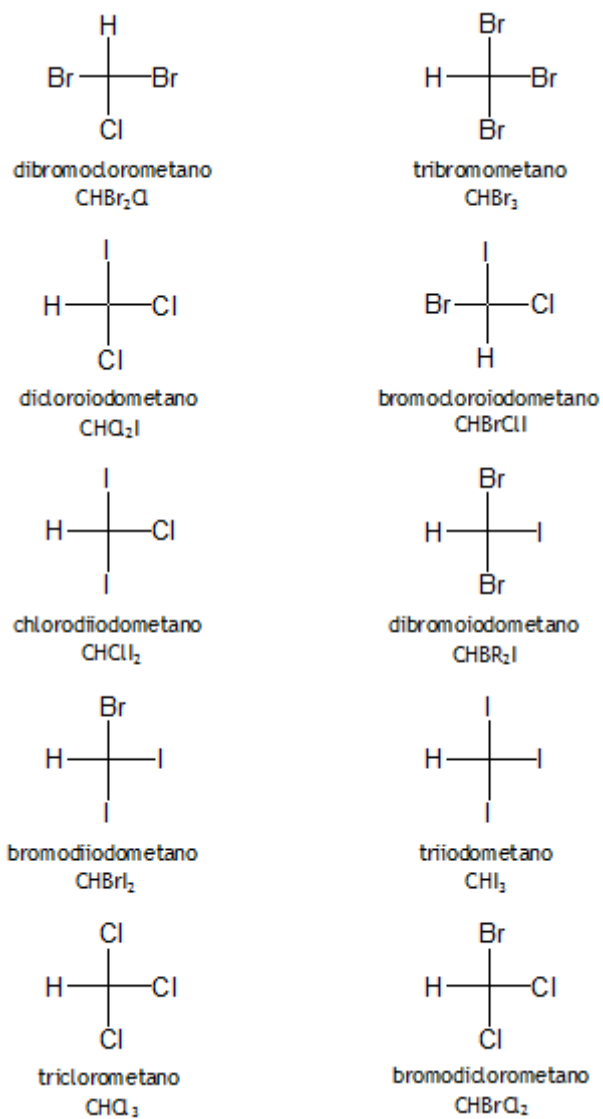 H
Br
Br
Br
Br
H
Br
Cl
Br
dibromoclorometano
tribromometano
CHBr₂Cl
CHBr₃
I
I
H
Cl
Br
Cl
Cl
H
dicloroiodometano
bromocloroiodometano
CHCl₂I
CHBrClI
I
Br
H
Cl
H
I
I
Br
chlorodiiodometano
dibromoiodometano
CHClI₂
CHBR₂I
Br
I
H
I
H
I
I
I
bromodiiodometano
triiodometano
CHBrI₂
CHI₃
Cl
Br
H
Cl
H
Cl
Cl
Cl
triclorometano
bromodiclorometano
CHCl₃
CHBrCl₂